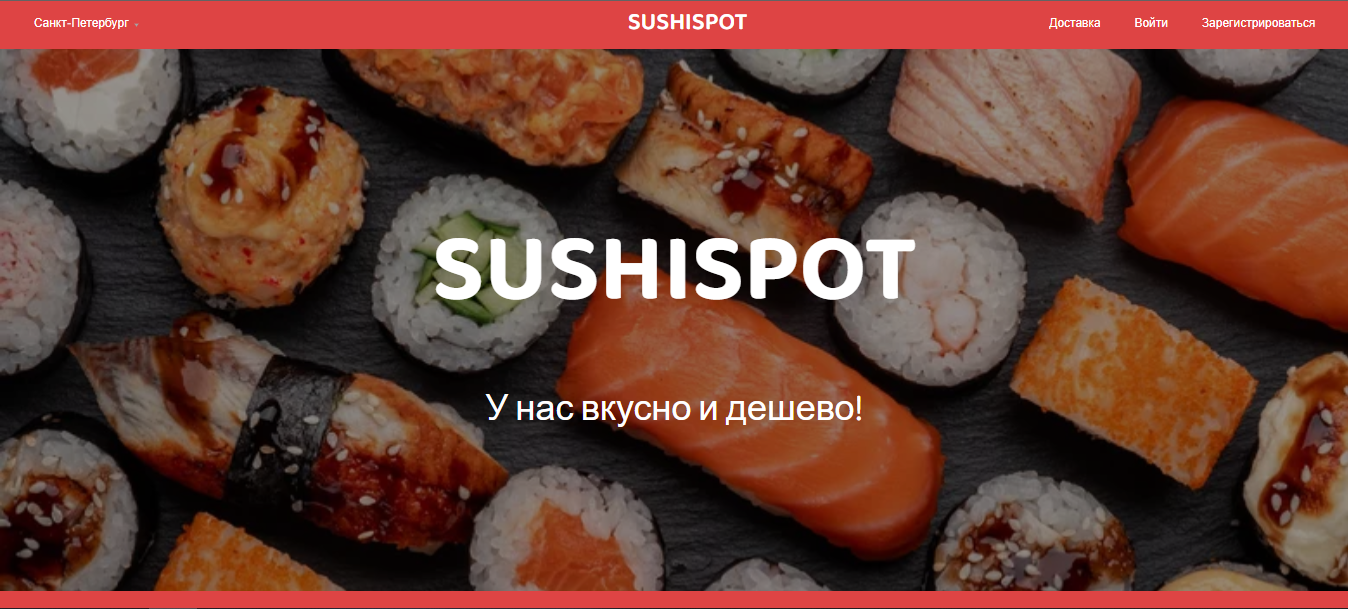 Санкт-Петербург
SUSHISPOT
Доставка
Войти
Зарегистрироваться
SUSHISPOT
У нас вкусно и дешево!